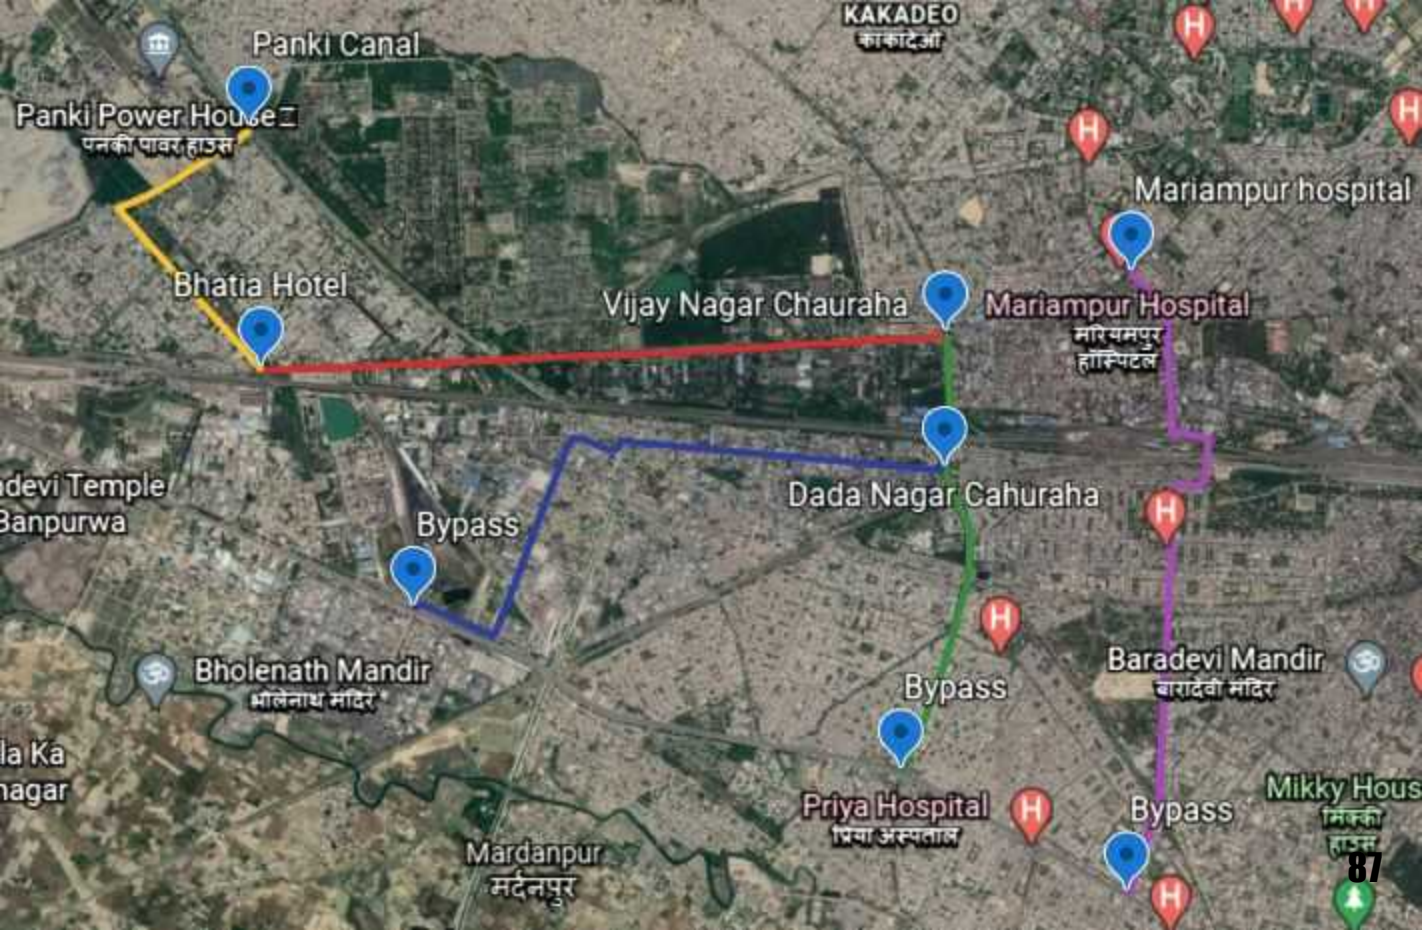 KAKADEO
काकादेओ
Panki Canal
Panki Power House
पनकी पावर हाउस
Mariampur hospital
Bhatia Hotel
Vijay Nagar Chauraha
Mariampur Hospital
मरियमपुर
हॉस्पिटल
adevi Temple
Banpurwa
Dada Nagar Cahuraha
Bypass
Bholenath Mandir
भोलेनाथ मंदिर
Baradevi Mandir
बारादेवी मंदिर
Bypass
la Ka
nagar
Priya Hospital
प्रिया अस्पताल
Bypass
Mikky Hous
मिक्की
हाउस
87
Mardanpur
मर्दनपुर
H
H
H
H
H
H
H
H
H